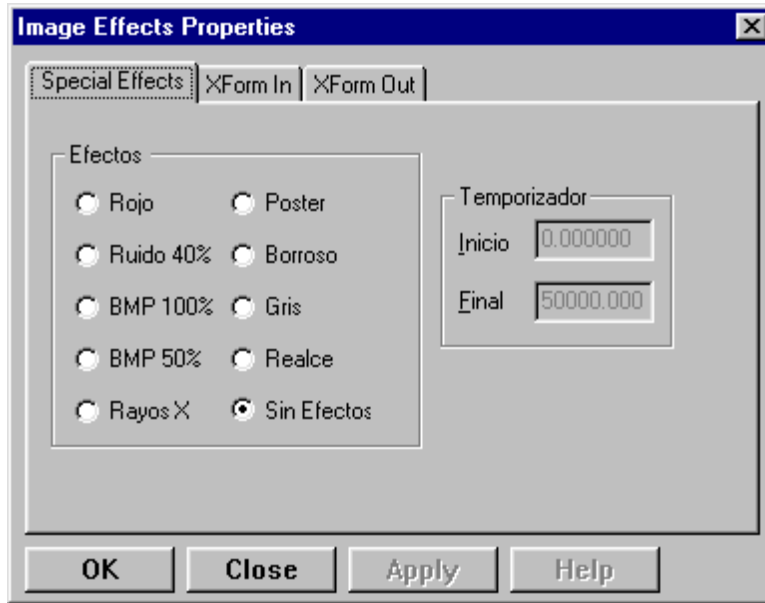 Image Effects Properties
Special Effects XForm In XForm Out
Efectos
Rojo Poster
Ruido 40% Borroso
BMP 100% Gris
BMP 50% Realce
Rayos X Sin Efectos
Temporizador
Inicio 0.000000
Final 50000.000
OK Close Apply Help